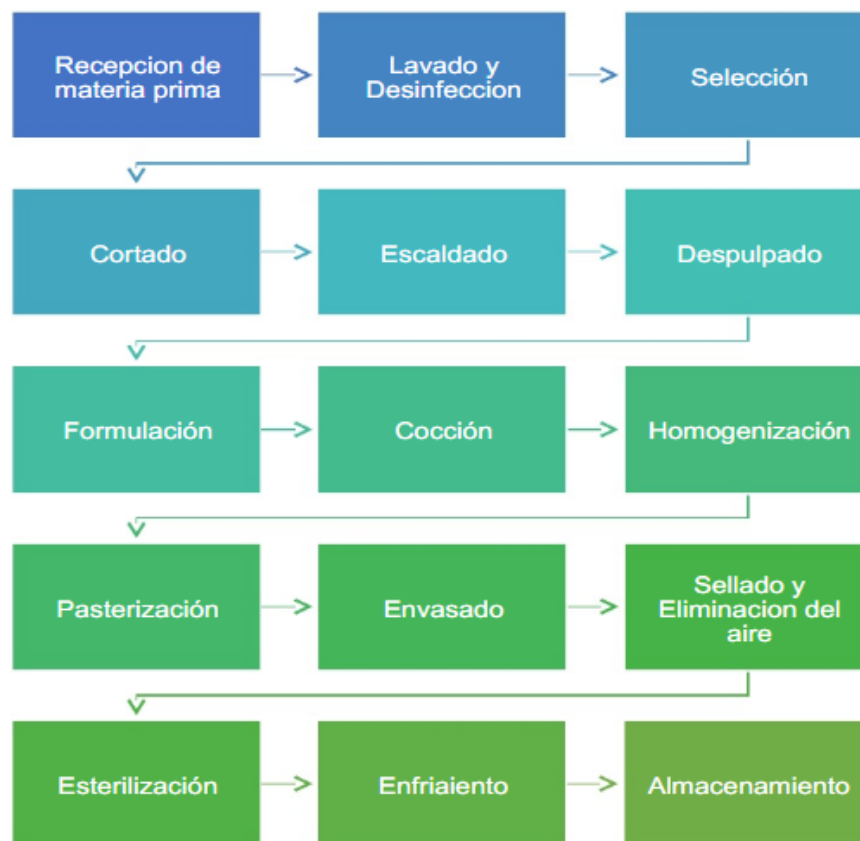 Recepcion de
materia prima
Lavado y
Desinfeccion
Selección
Cortado
Escaldado
Despulpado
Formulación
Cocción
Homogenización
Pasterización
Envasado
Sellado y
Eliminacion del
aire
Esterilización
Enfriaiento
Almacenamiento